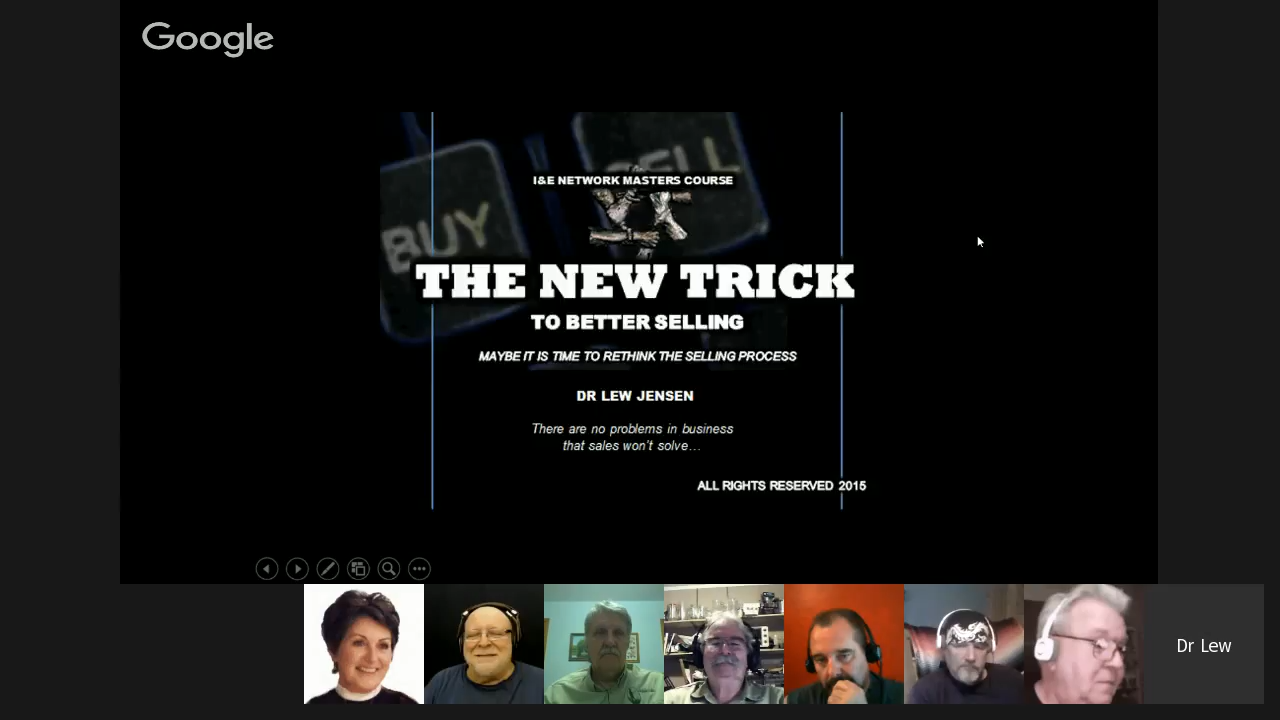 Google
SELL
I&E NETWORK MASTERS COURSE
BUY
THE NEW TRICK
TO BETTER SELLING
MAYBE IT IS TIME TO RETHINK THE SELLING PROCESS
DR LEW JENSEN
There are no problems in business
that sales won't solve...
ALL RIGHTS RESERVED 2015
Dr Lew